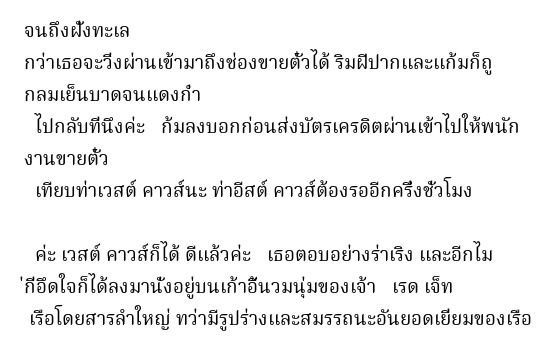 จนถึงฝั่งทะเล
กว่าเธอจะวิ่งผ่านเข้ามาถึงช่องขายตั๋วได้ ริมฝีปากและแก้มก็ถู
กลมเย็นบาดจนแดงก่ำ
ไปกลับที่นึงค่ะ ก้มลงบอกก่อนส่งบัตรเครดิตผ่านเข้าไปให้พนัก
งานขายตั๋ว
เทียบท่าเวสต์ คาวส์นะ ท่าอีสต์ คาวส์ต้องรออีกครึ่งชั่วโมง
ค่ะ เวสต์ คาวส์ก็ได้ ดีแล้วค่ะ เธอตอบอย่างร่าเริง และอีกไม
่กี่อึดใจก็ได้ลงมานั่งอยู่บนเก้าอี้นวมนุ่มของเจ้า เรด เจ็ท
เรือโดยสารลำใหญ่ ทว่ามีรูปร่างและสมรรถนะอันยอดเยี่ยมของเรือ